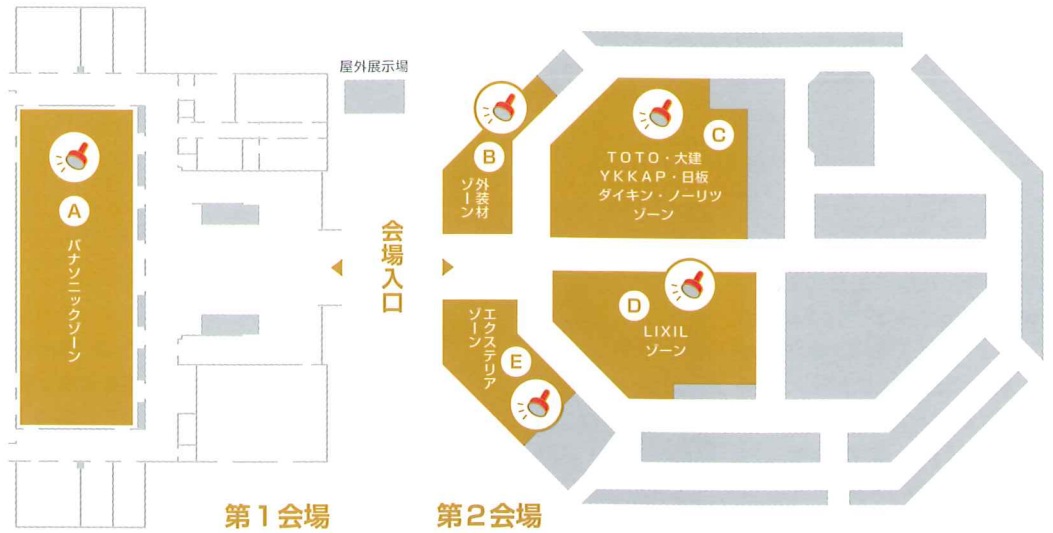 屋外展示場
A
パナソニックゾーン
会場入口
B
外装材
ゾーン
C
TOTO・大建
YKKAP・日板
ダイキン・ノーリツ
ゾーン
D
LIXIL
ゾーン
E
エクステリア
ゾーン
第1会場
第2会場